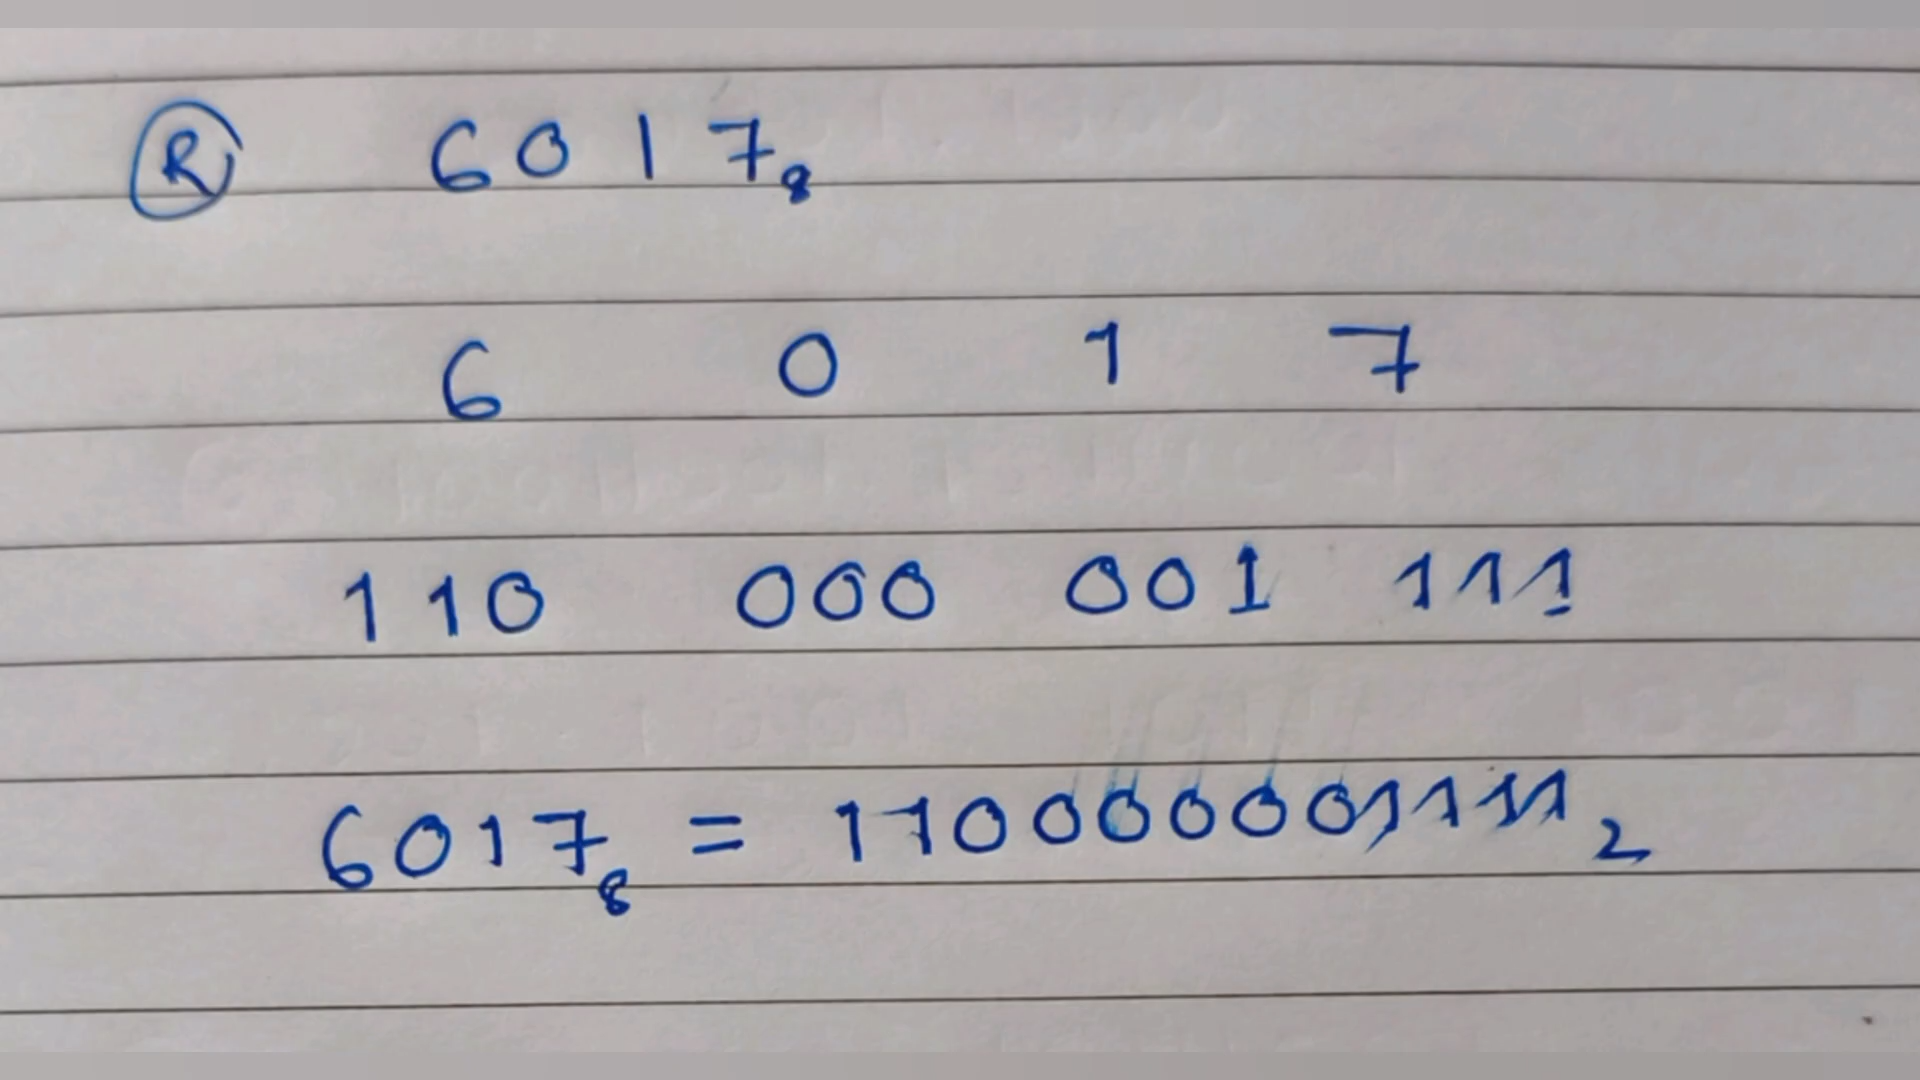 R 6017₈
6 0 1 7
110 000 001 111
6017₈ = 110000001111₂